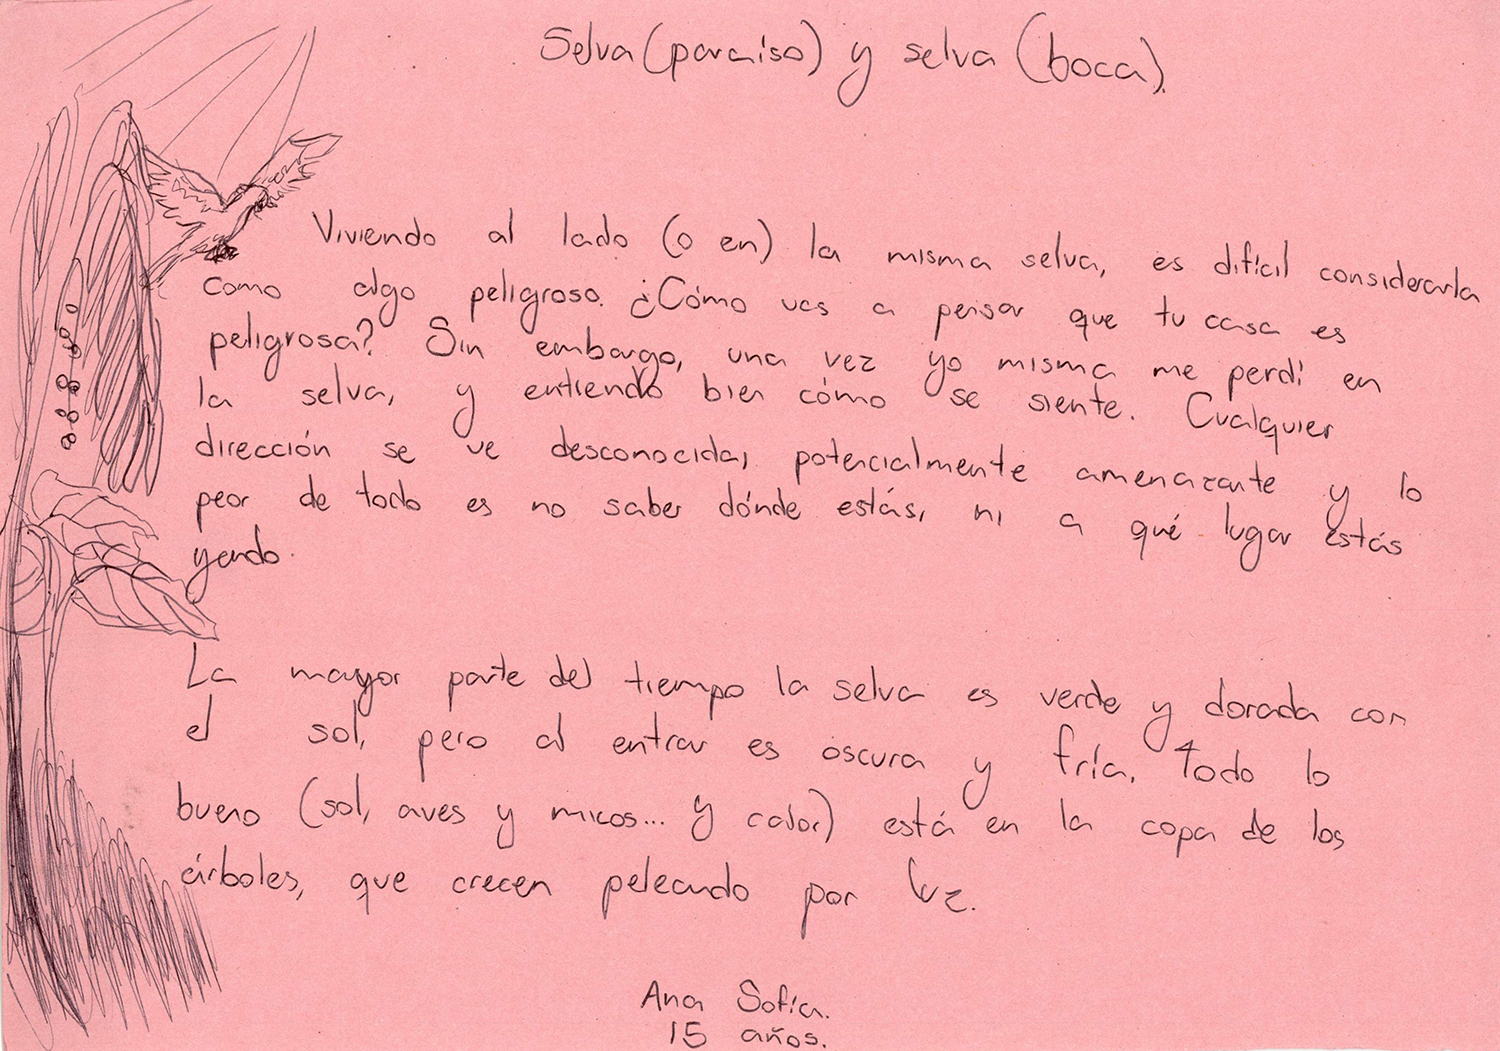 Selva (paraíso) y selva (boca).
Viviendo al lado (o en) la misma selva, es difícil considerarla
como algo peligroso. ¿Cómo vas a pensar que tu casa es
peligrosa? Sin embargo, una vez yo misma me perdí en
la selva, y entiendo bien cómo se siente. Cualquier
dirección se ve desconocida, potencialmente amenazante y lo
peor de todo es no saber dónde estás, ni a qué lugar estás
yendo.
La mayor parte del tiempo la selva es verde y dorada con
el sol, pero al entrar es oscura y fría. Todo lo
bueno (sol, aves y micos... y calor) está en la copa de los
árboles, que crecen peleando por luz.
Ana Sofía.
15 años.